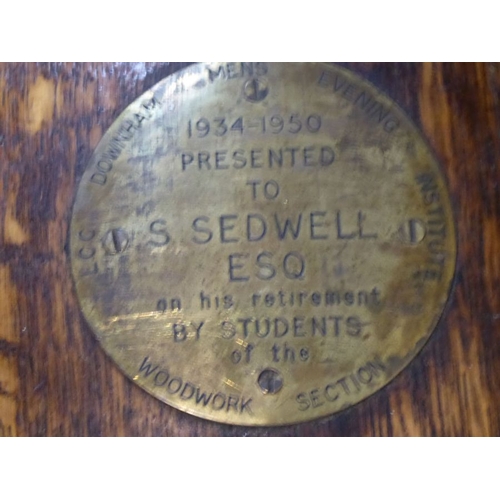 LCC DOWNHAM MENS EVENING INSTITUTE
1934-1950
PRESENTED
TO
S SEDWELL
ESQ
on his retirement
BY STUDENTS
of the
WOODWORK SECTION